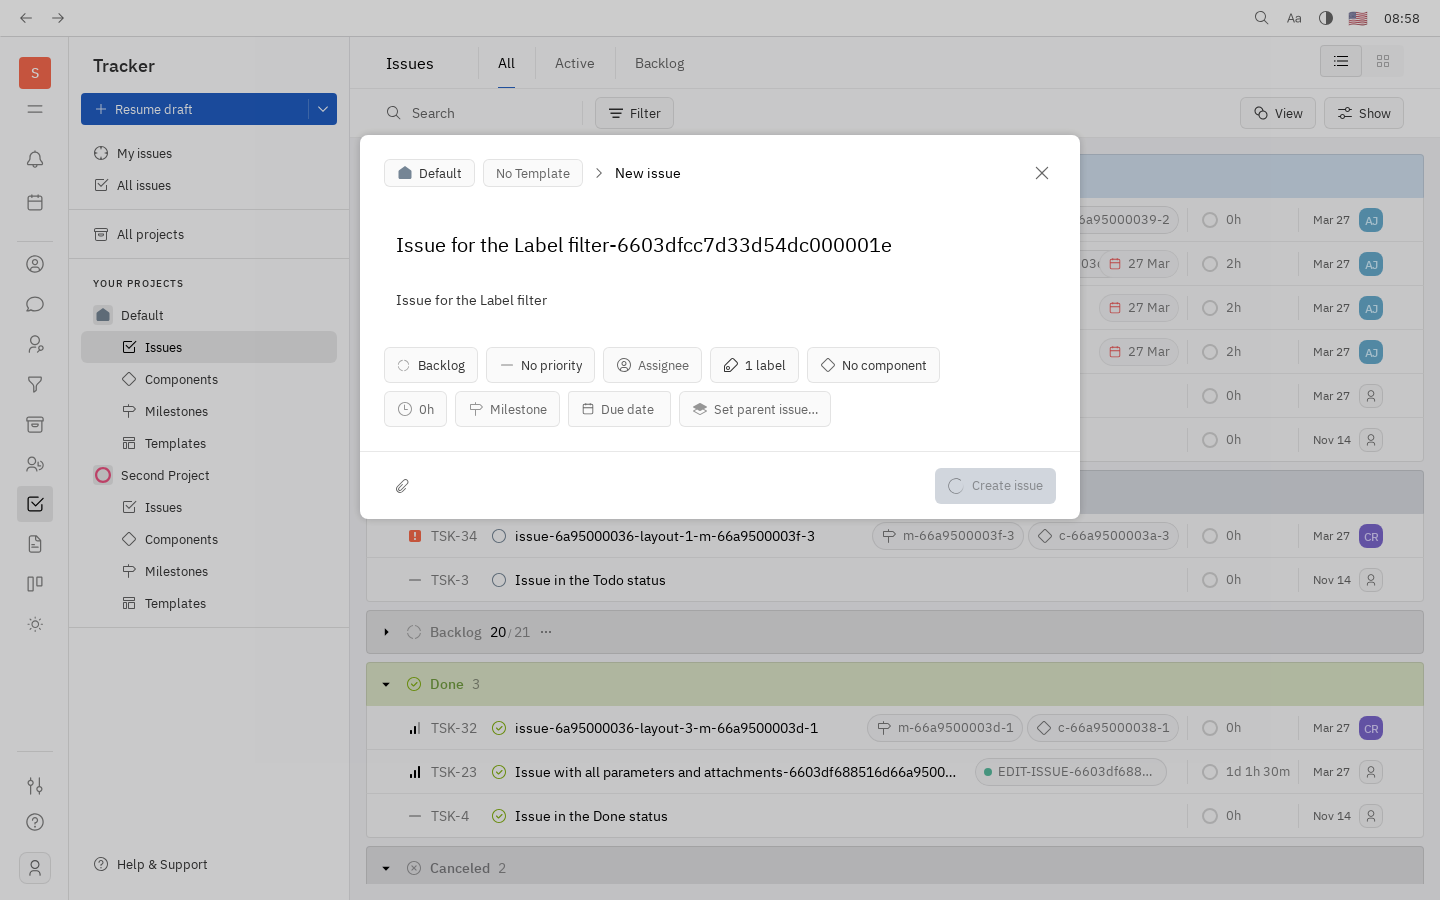 Aa 08:58
S
Tracker
Resume draft
My issues
All issues
All projects
YOUR PROJECTS
Default
Issues
Components
Milestones
Templates
Second Project
Issues
Components
Milestones
Templates
Help & Support
Issues All Active Backlog
Search Filter View Show
Default No Template New issue
Issue for the Label filter-6603dfcc7d33d54dc000001e
Issue for the Label filter
Backlog No priority Assignee 1 label No component
0h Milestone Due date Set parent issue...
Create issue
6a95000039-2 0h Mar 27 AJ
27 Mar 2h Mar 27 AJ
27 Mar 2h Mar 27 AJ
27 Mar 2h Mar 27 AJ
0h Mar 27
0h Nov 14
TSK-34 issue-6a95000036-layout-1-m-66a9500003f-3 m-66a9500003f-3 c-66a9500003a-3 0h Mar 27 CR
TSK-3 Issue in the Todo status 0h Nov 14
Backlog 20/21 ...
Done 3
TSK-32 issue-6a95000036-layout-3-m-66a9500003d-1 m-66a9500003d-1 c-66a95000038-1 0h Mar 27 CR
TSK-23 Issue with all parameters and attachments-6603df688516d66a9500... EDIT-ISSUE-6603df688... 1d 1h 30m Mar 27
TSK-4 Issue in the Done status 0h Nov 14
Canceled 2